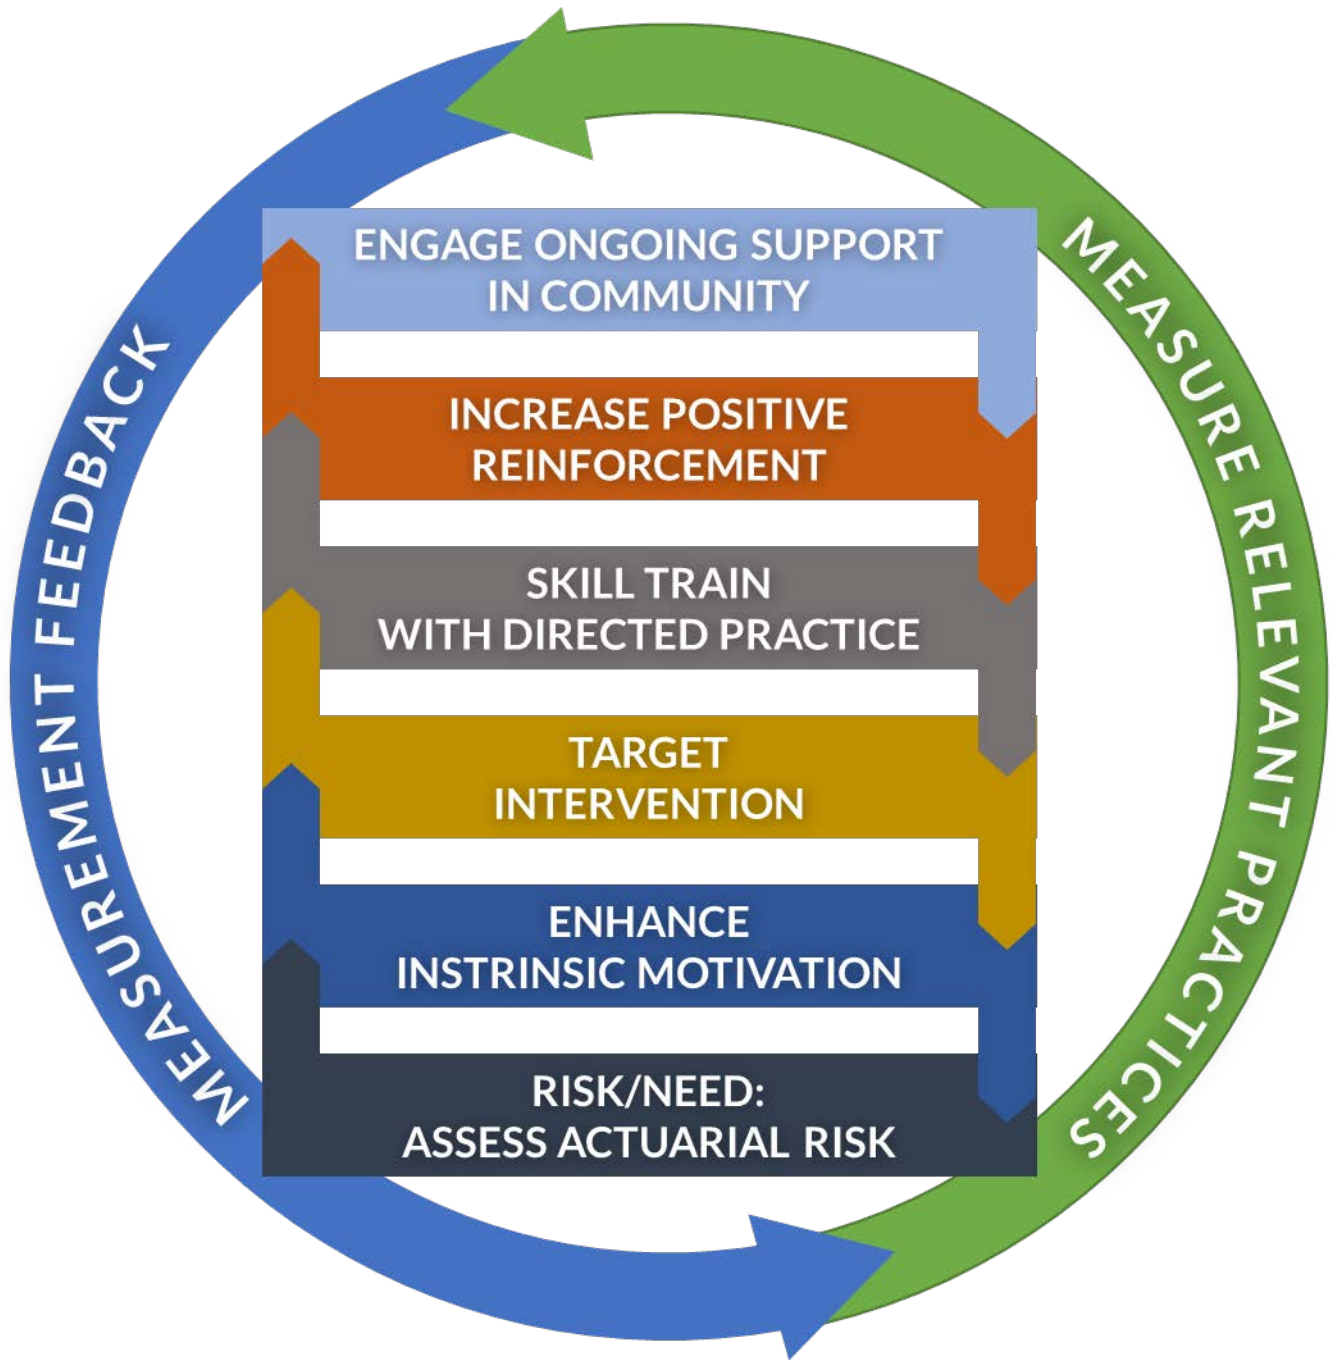 ENGAGE ONGOING SUPPORT
IN COMMUNITY
INCREASE POSITIVE
REINFORCEMENT
SKILL TRAIN
WITH DIRECTED PRACTICE
TARGET
INTERVENTION
ENHANCE
INSTRINSIC MOTIVATION
RISK/NEED:
ASSESS ACTUARIAL RISK
MEASUREMENT FEEDBACK
MEASURE RELEVANT PRACTICES